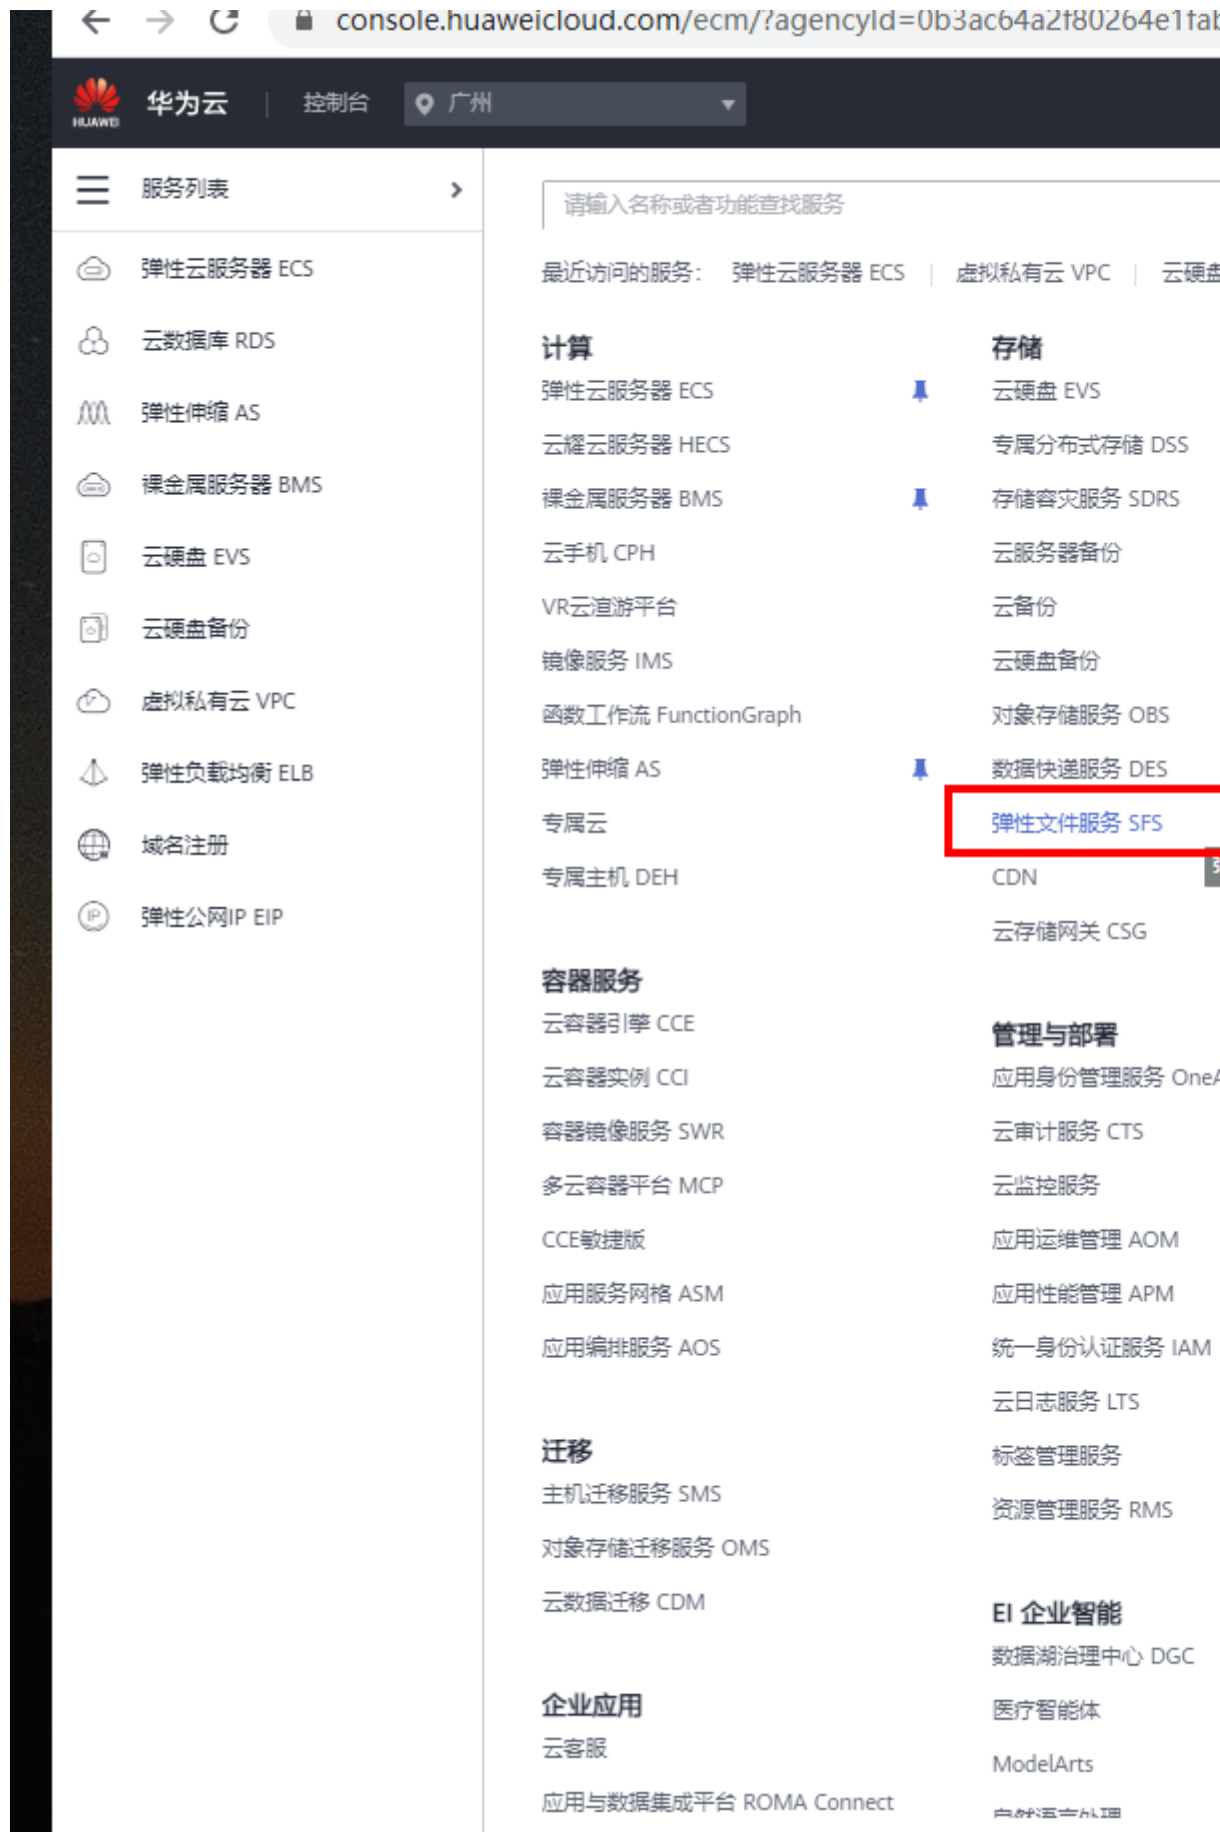 console.huaweicloud.com/ecm/?agencyId=0b3ac64a2f80264e1fab
HUAWEI 华为云 控制台 广州
服务列表
弹性云服务器 ECS
云数据库 RDS
弹性伸缩 AS
裸金属服务器 BMS
云硬盘 EVS
云硬盘备份
虚拟私有云 VPC
弹性负载均衡 ELB
域名注册
弹性公网IP EIP
请输入名称或者功能查找服务
最近访问的服务： 弹性云服务器 ECS 虚拟私有云 VPC 云硬盘
计算
弹性云服务器 ECS
云耀云服务器 HECS
裸金属服务器 BMS
云手机 CPH
VR云渲游平台
镜像服务 IMS
函数工作流 FunctionGraph
弹性伸缩 AS
专属云
专属主机 DEH
容器服务
云容器引擎 CCE
云容器实例 CCI
容器镜像服务 SWR
多云容器平台 MCP
CCE敏捷版
应用服务网格 ASM
应用编排服务 AOS
迁移
主机迁移服务 SMS
对象存储迁移服务 OMS
云数据迁移 CDM
企业应用
云客服
应用与数据集成平台 ROMA Connect
存储
云硬盘 EVS
专属分布式存储 DSS
存储容灾服务 SDRS
云服务器备份
云备份
云硬盘备份
对象存储服务 OBS
数据快递服务 DES
弹性文件服务 SFS
CDN
云存储网关 CSG
管理与部署
应用身份管理服务 OneA
云审计服务 CTS
云监控服务
应用运维管理 AOM
应用性能管理 APM
统一身份认证服务 IAM
云日志服务 LTS
标签管理服务
资源管理服务 RMS
EI 企业智能
数据湖治理中心 DGC
医疗智能体
ModelArts
自然语言处理